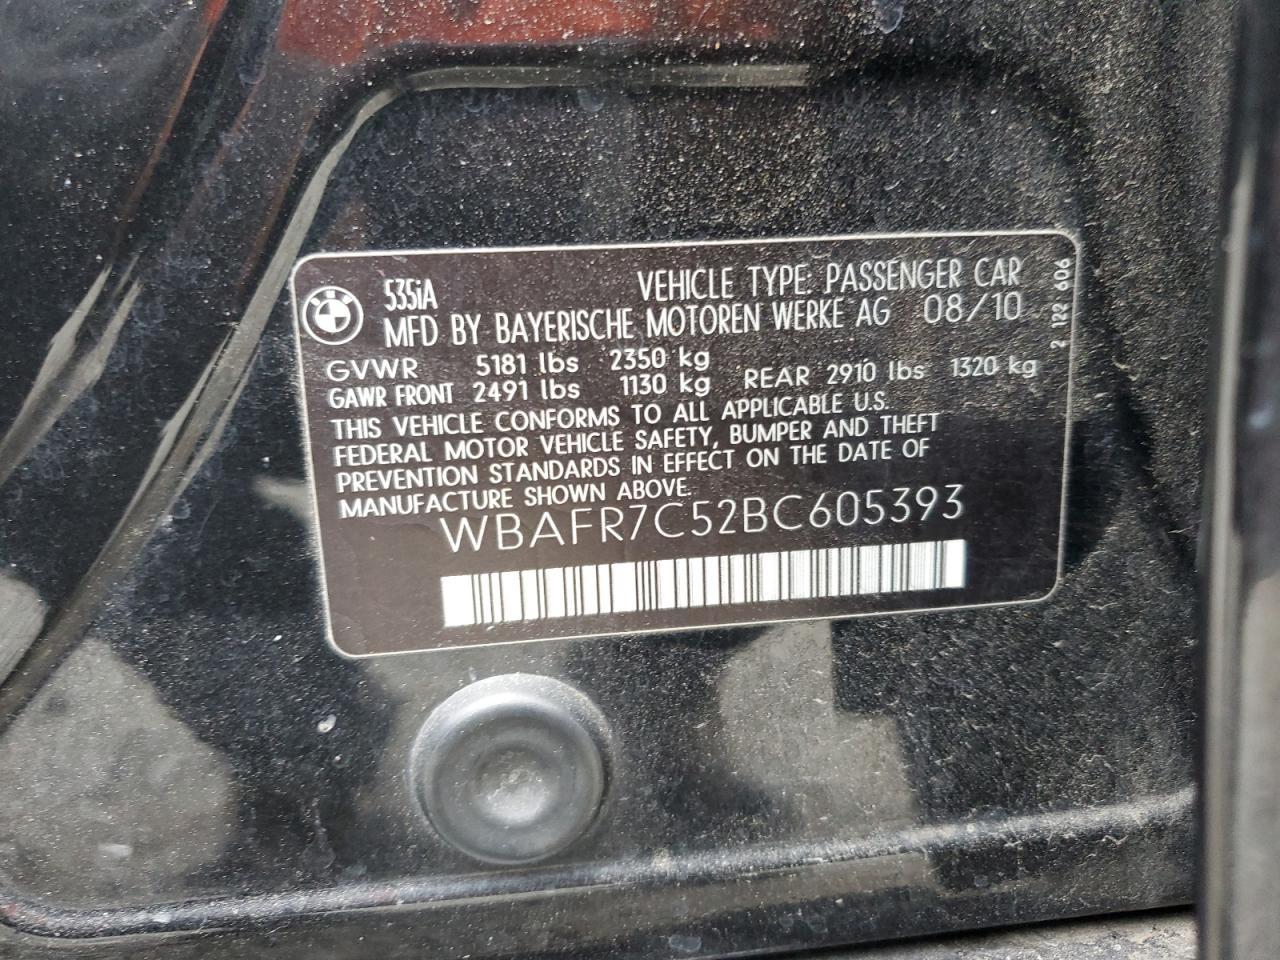 535iA
VEHICLE TYPE PASSENGER CAR
MFD BY BAYERISCHE MOTOREN WERKE AG 08/10
GVWR 5181 lbs 2350 kg
GAWR FRONT 2491 lbs 1130 kg REAR 2910 lbs 1320 kg
THIS VEHICLE CONFORMS TO ALL APPLICABLE U.S.
FEDERAL MOTOR VEHICLE SAFETY, BUMPER AND THEFT
PREVENTION STANDARDS IN EFFECT ON THE DATE OF
MANUFACTURE SHOWN ABOVE.
WBAFR7C52BC605393
2 122 606